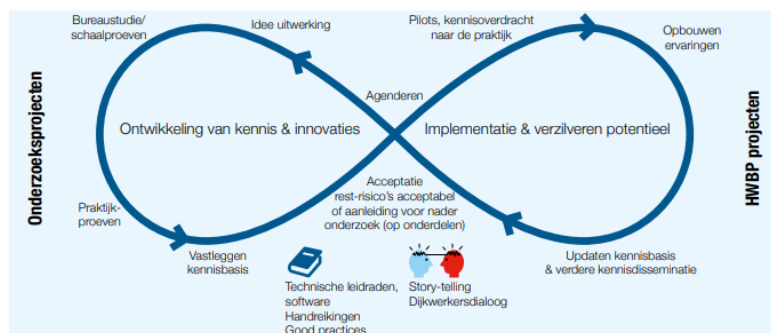 Bureaustudie/
schaalproeven
Idee uitwerking
Pilots, kennisoverdracht
naar de praktijk
Opbouwen
ervaringen
Agenderen
Onderzoeksprojecten
Ontwikkeling van kennis & innovaties
Implementatie & verzilveren potentieel
HWBP projecten
Acceptatie
rest-risico's acceptabel
of aanleiding voor nader
onderzoek (op onderdelen)
Praktijk-
proeven
Vastleggen
kennisbasis
Updaten kennisbasis
& verdere kennisdisseminatie
Technische leidraden,
software
Handreikingen
Good practices
Story-telling
Dijkwerkersdialoog